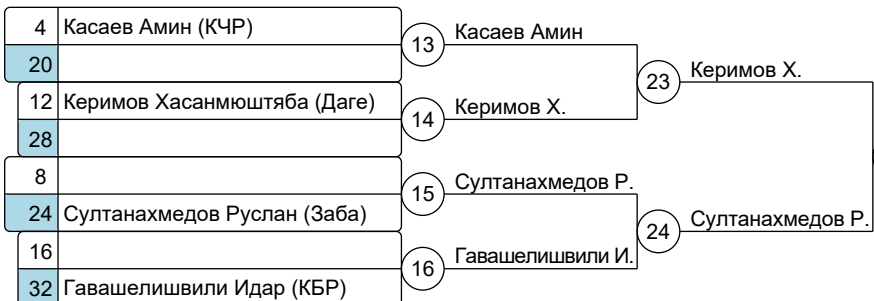 4 Касаев Амин (КЧР)
13 Касаев Амин
20
23 Керимов Х.
12 Керимов Хасанмюштяба (Даге)
14 Керимов Х.
28
8
15 Султанахмедов Р.
24 Султанахмедов Руслан (Заба)
24 Султанахмедов Р.
16
16 Гавашелишвили И.
32 Гавашелишвили Идар (КБР)